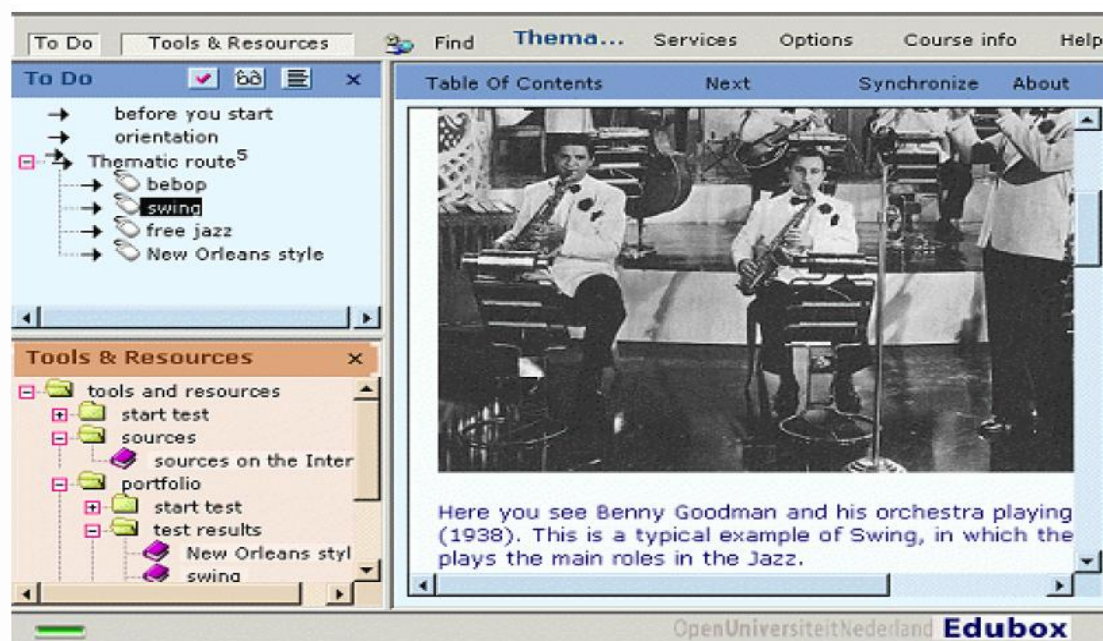 To Do Tools & Resources Find Thema... Services Options Course info Help
To Do
before you start
orientation
Thematic route5
bebop
swing
free jazz
New Orleans style
Tools & Resources
tools and resources
start test
sources
sources on the Inter
portfolio
start test
test results
New Orleans styl
swing
Table Of Contents Next Synchronize About
Here you see Benny Goodman and his orchestra playing
(1938). This is a typical example of Swing, in which the
plays the main roles in the Jazz.
OpenUniversiteitNederland Edubox